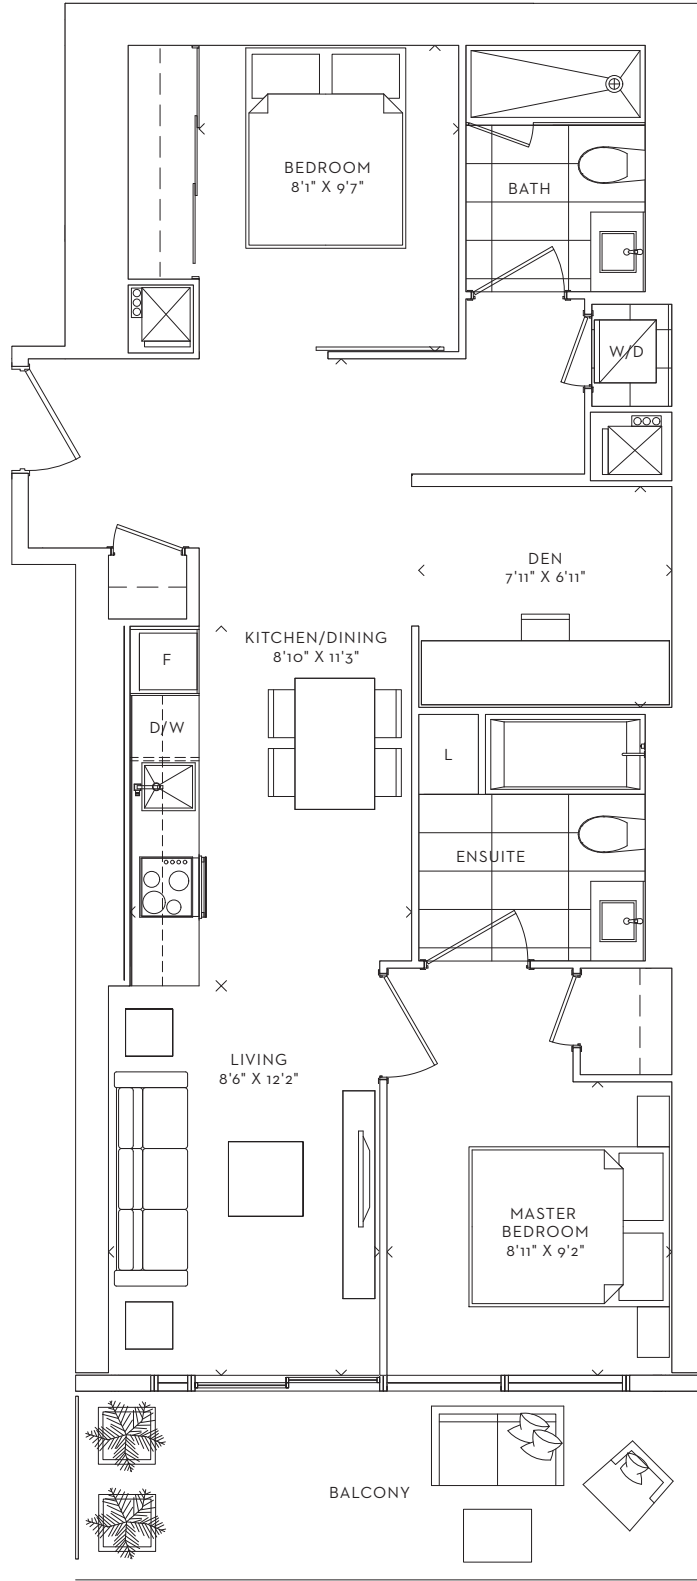 BEDROOM
8'1" X 9'7"
BATH
W/D
DEN
7'11" X 6'11"
KITCHEN/DINING
8'10" X 11'3"
F
D/W
L
ENSUITE
LIVING
8'6" X 12'2"
MASTER
BEDROOM
8'11" X 9'2"
BALCONY